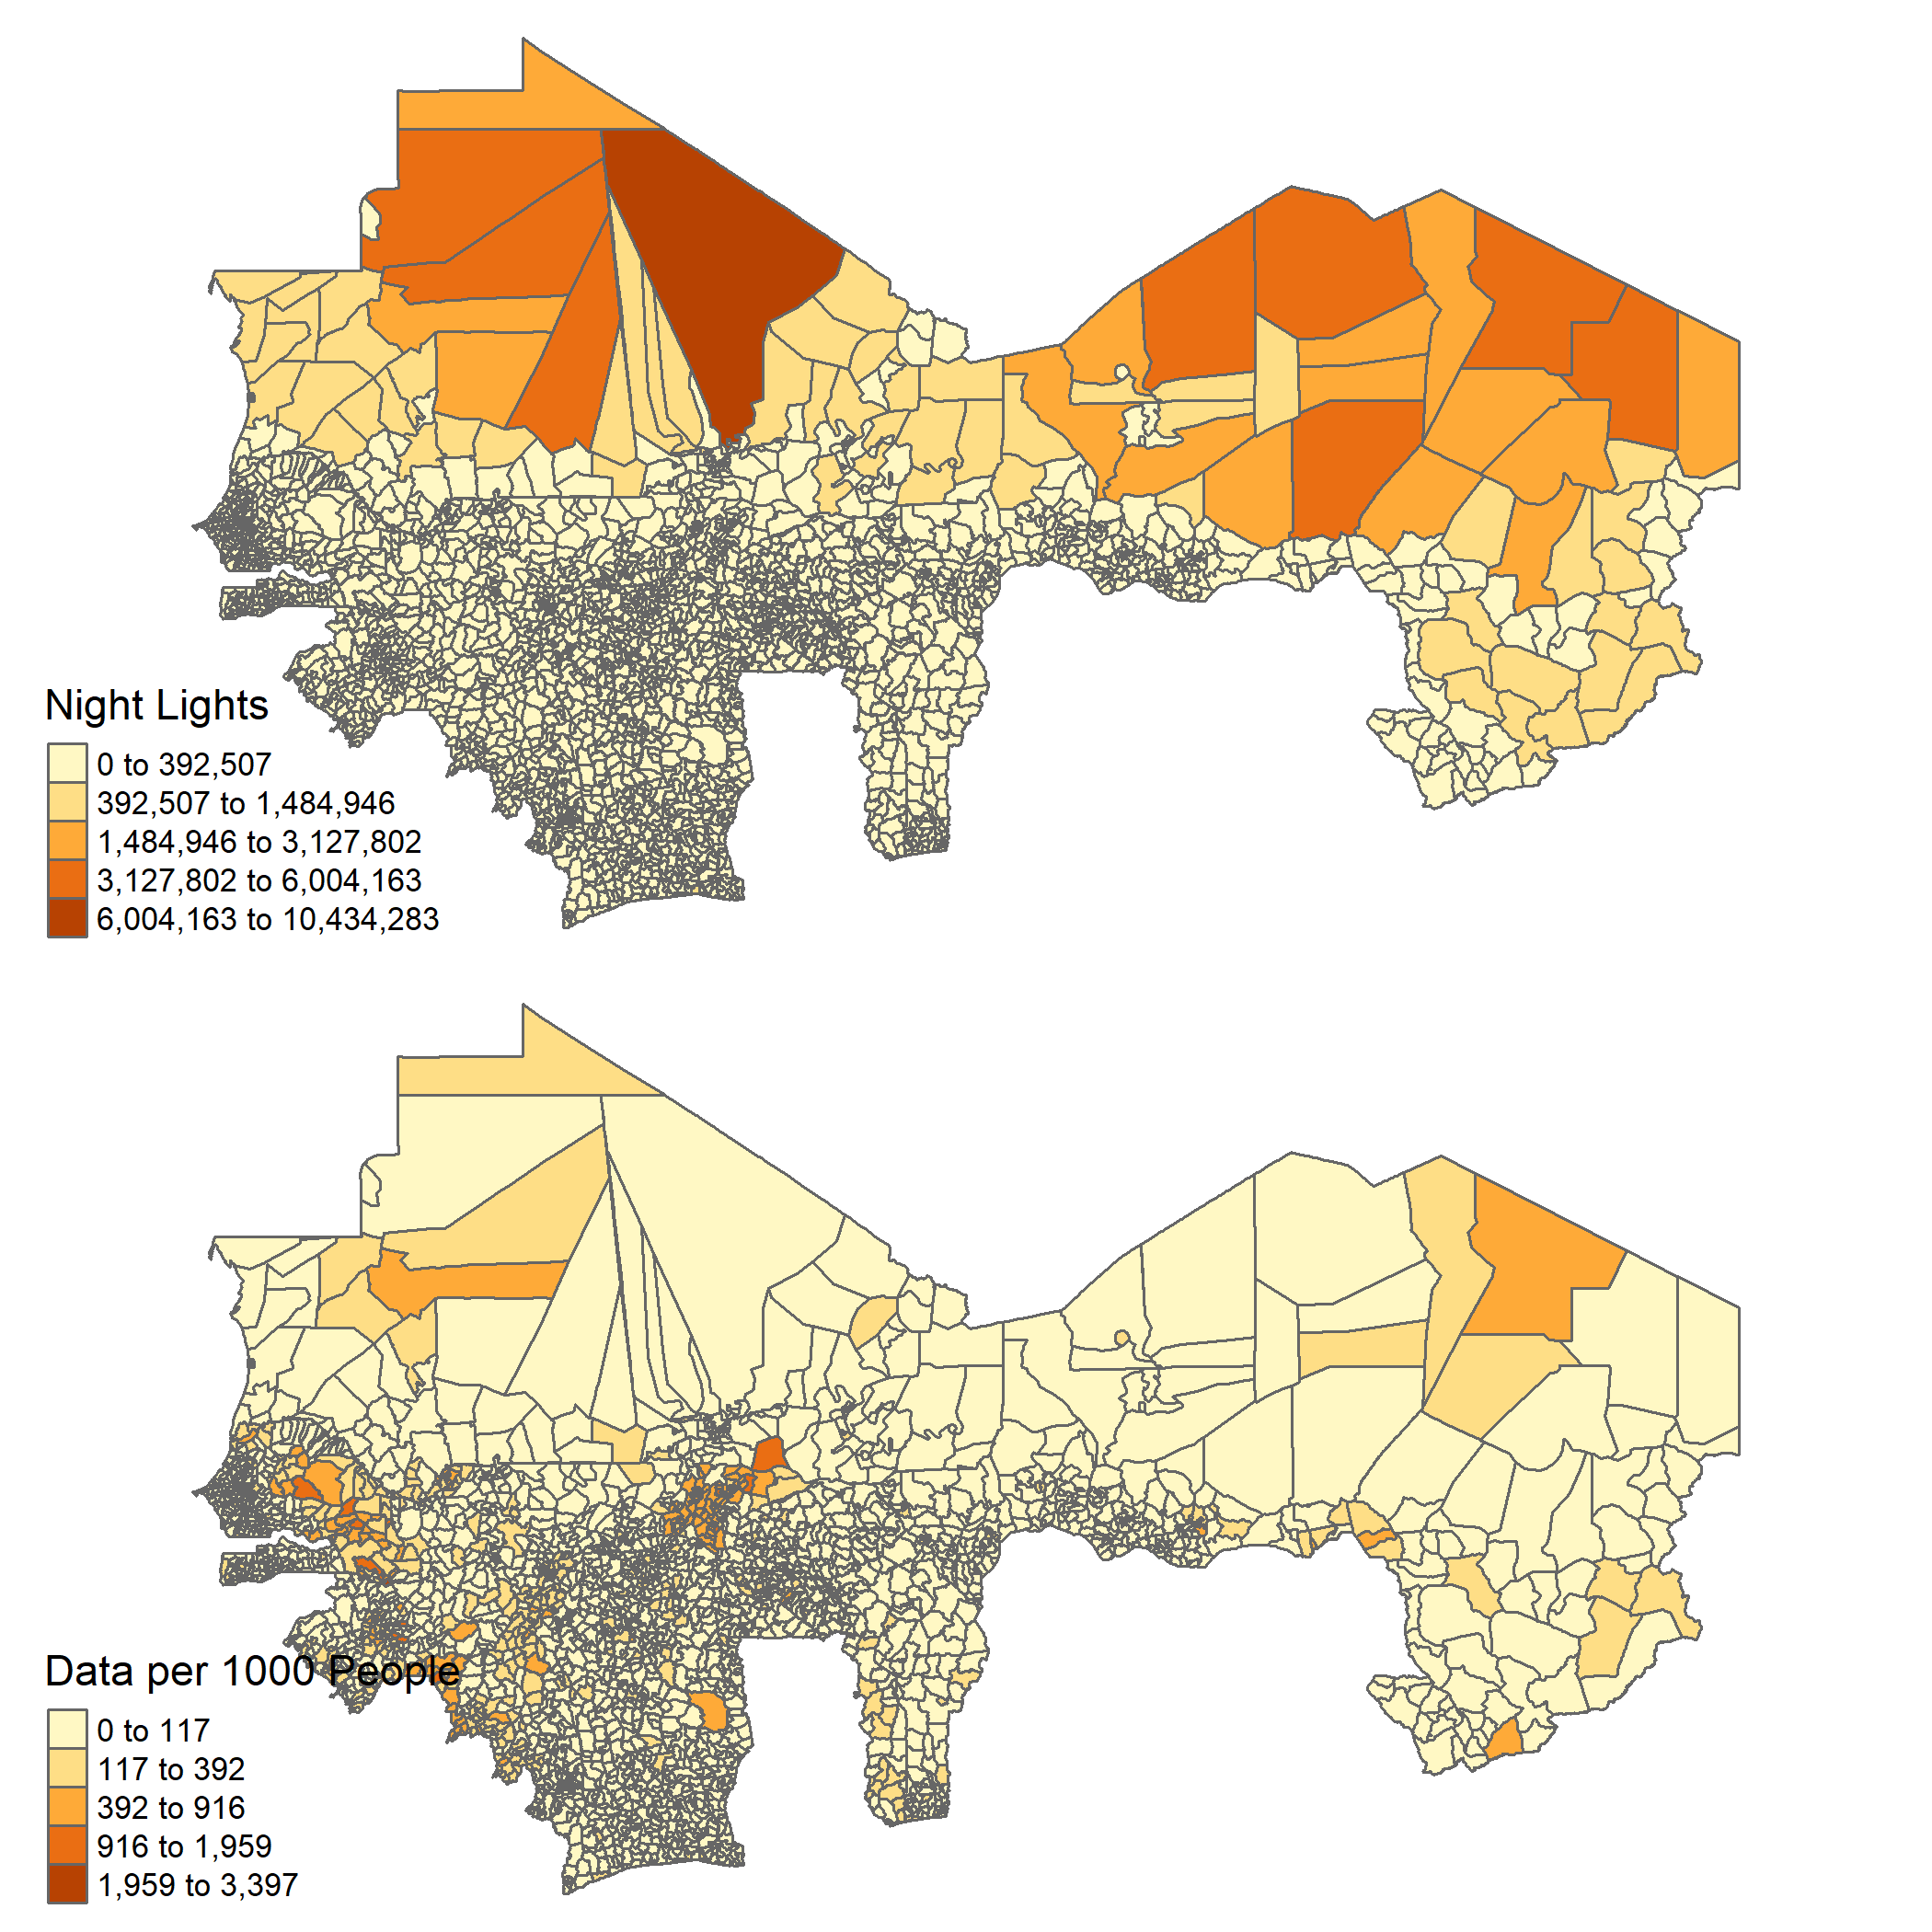 Night Lights
0 to 392,507
392,507 to 1,484,946
1,484,946 to 3,127,802
3,127,802 to 6,004,163
6,004,163 to 10,434,283
Data per 1000 People
0 to 117
117 to 392
392 to 916
916 to 1,959
1,959 to 3,397